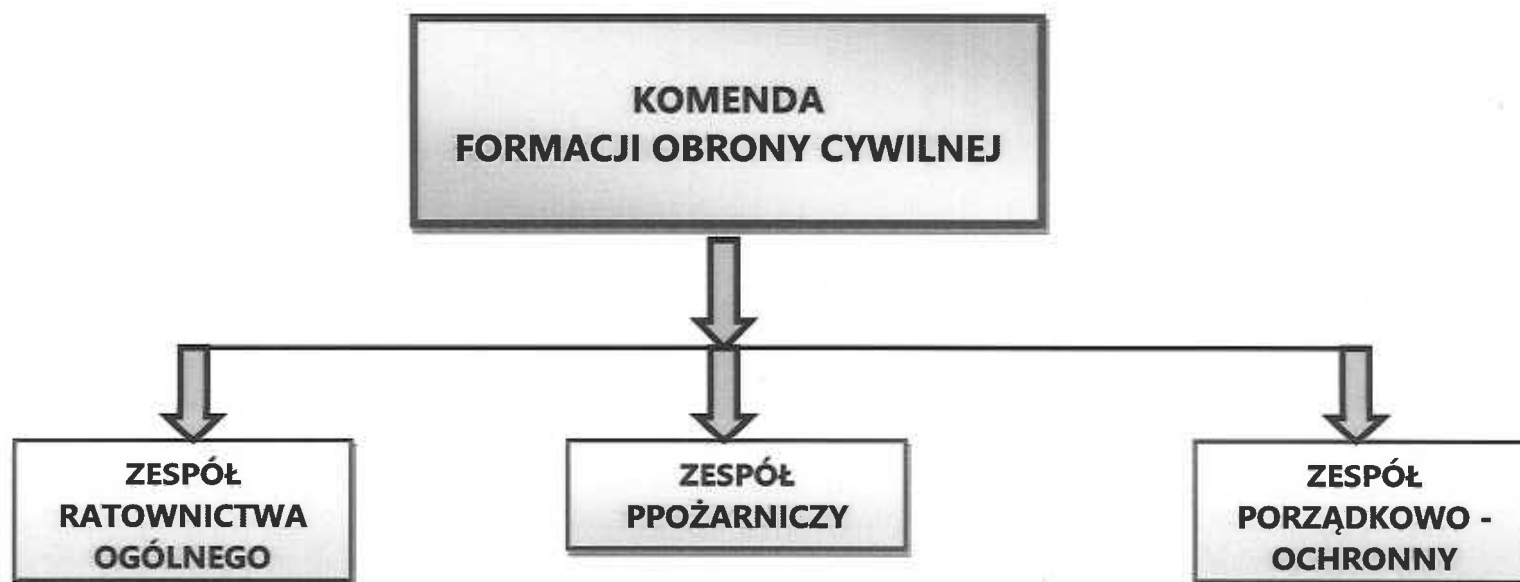 KOMENDA
FORMACJI OBRONY CYWILNEJ
ZESPÓŁ
RATOWNICTWA
OGÓLNEGO
ZESPÓŁ
PPOŻARNICZY
ZESPÓŁ
PORZĄDKOWO -
OCHRONNY